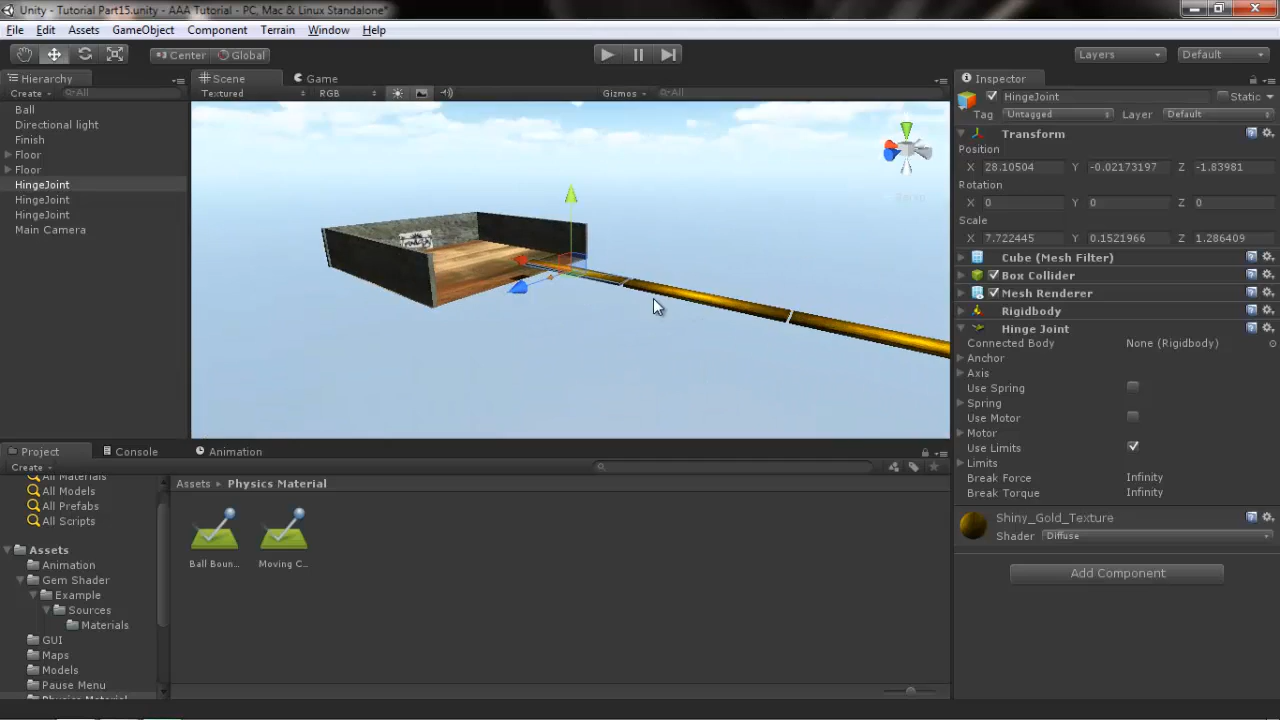 Unity - Tutorial Part15.unity - AAA Tutorial - PC, Mac & Linux Standalone*
File Edit Assets GameObject Component Terrain Window Help
Center Global Layers Default
Hierarchy
Create All
Ball
Directional light
Finish
Floor
Floor
HingeJoint
HingeJoint
HingeJoint
Main Camera
Scene Game
Textured RGB Gizmos All
Inspector
HingeJoint Static
Tag Untagged Layer Default
Transform
Position
X 28.10504 Y -0.02173197 Z -1.83981
Rotation
X 0 Y 0 Z 0
Scale
X 7.722445 Y 0.1521966 Z 1.286409
Cube (Mesh Filter)
Box Collider
Mesh Renderer
Rigidbody
Hinge Joint
Connected Body None (Rigidbody)
Anchor
Axis
Use Spring
Spring
Use Motor
Motor
Use Limits
Limits
Break Force Infinity
Break Torque Infinity
Shiny_Gold_Texture
Shader Diffuse
Add Component
Project Console Animation
Create
All Materials
All Models
All Prefabs
All Scripts
Assets
Animation
Gem Shader
Example
Sources
Materials
GUI
Maps
Models
Pause Menu
Physics Material
Assets Physics Material
Ball Boun... Moving C...